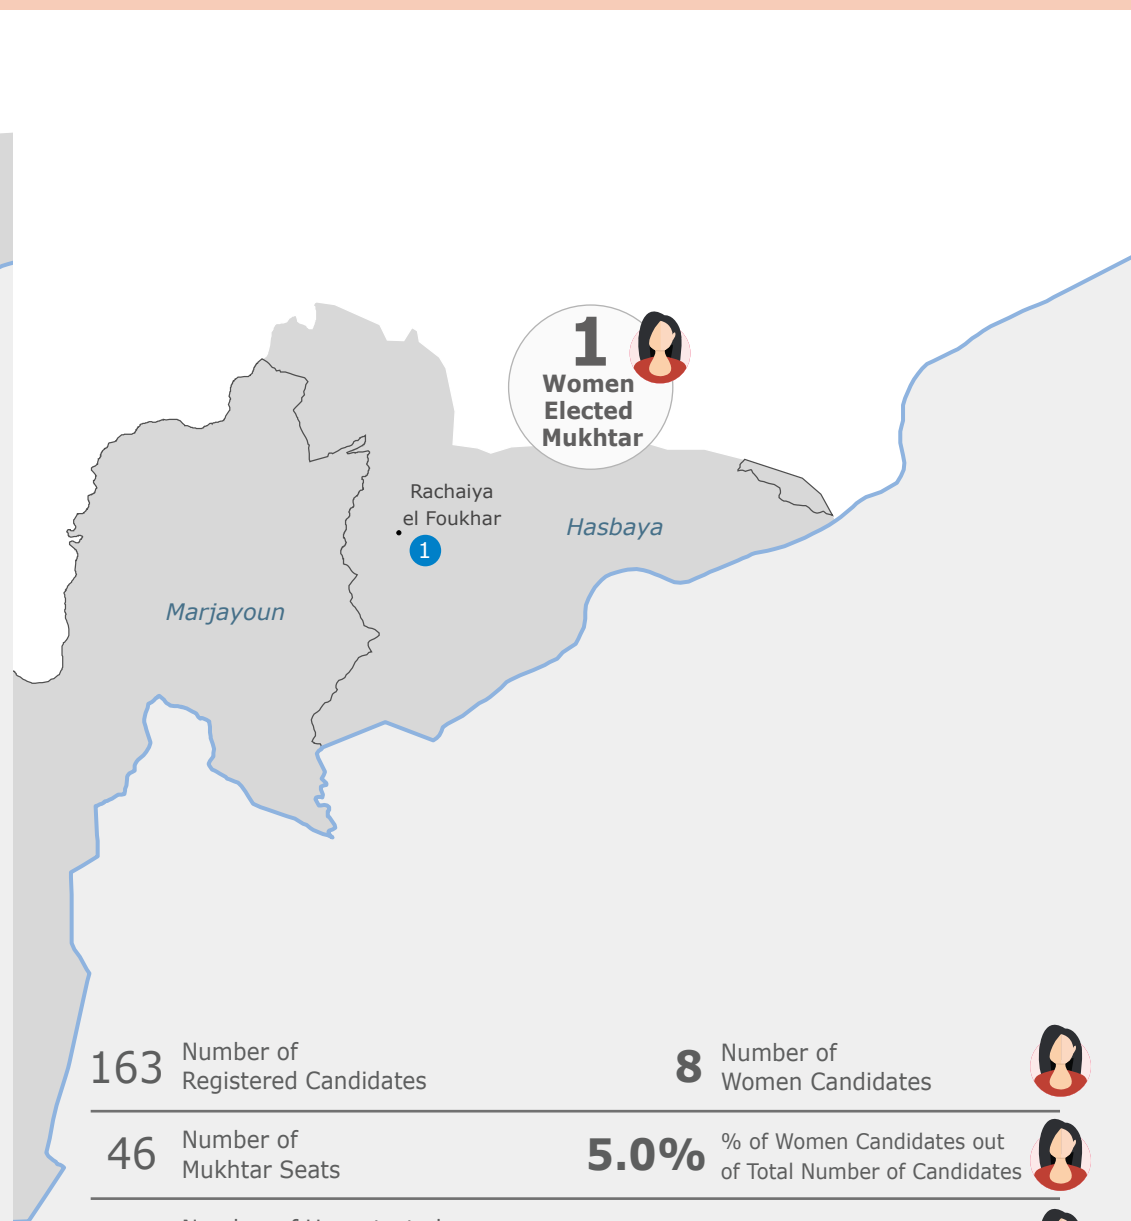 1
Women
Elected
Mukhtar
Rachaiya
el Foukhar
1
Hasbaya
Marjayoun
163
Number of
Registered Candidates
8
Number of
Women Candidates
46
Number of
Mukhtar Seats
5.0%
% of Women Candidates out
of Total Number of Candidates